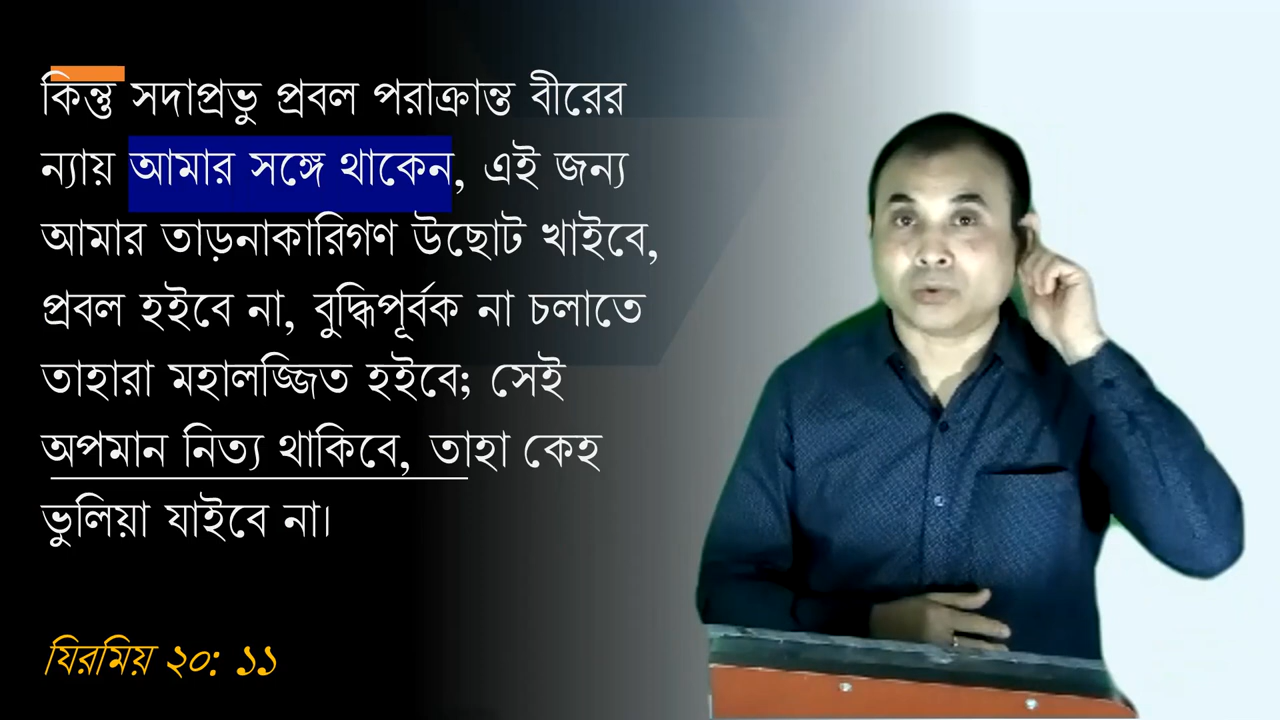 কিন্তু সদাপ্রভু প্রবল পরাক্রান্ত বীরের
ন্যায় আমার সঙ্গে থাকেন, এই জন্য
আমার তাড়নাকারিগণ উছোট খাইবে,
প্রবল হইবে না, বুদ্ধিপূর্বক না চলাতে
তাহারা মহালজ্জিত হইবে; সেই
অপমান নিত্য থাকিবে, তাহা কেহ
ভুলিয়া যাইবে না।
যিরমিয় ২০: ১১